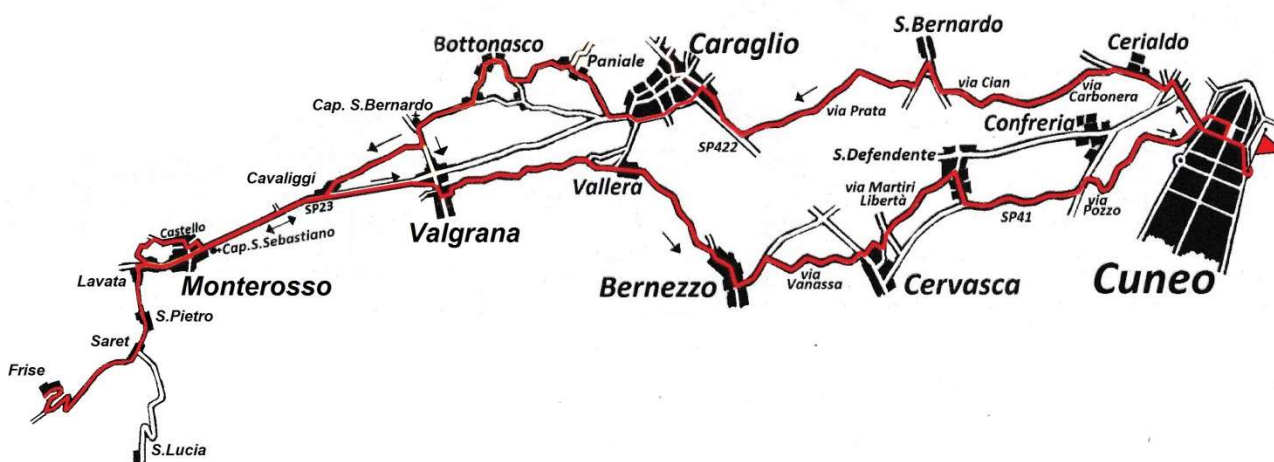 S.Bernardo
Caraglio
Cerialdo
Bottonasco
Paniale
via Cian
via
Carbonera
Cap. S.Bernardo
via Prata
Confreria
SP422
S.Defendente
Cavaliggi
Vallera
via Martiri
Libertà
SP23
SP41
via
Pozzo
Castello
Cap.S.Sebastiano
Valgrana
Lavata
Monterosso
Bernezzo
via
Vanassa
Cervasca
Cuneo
S.Pietro
Saret
Frise
S.Lucia